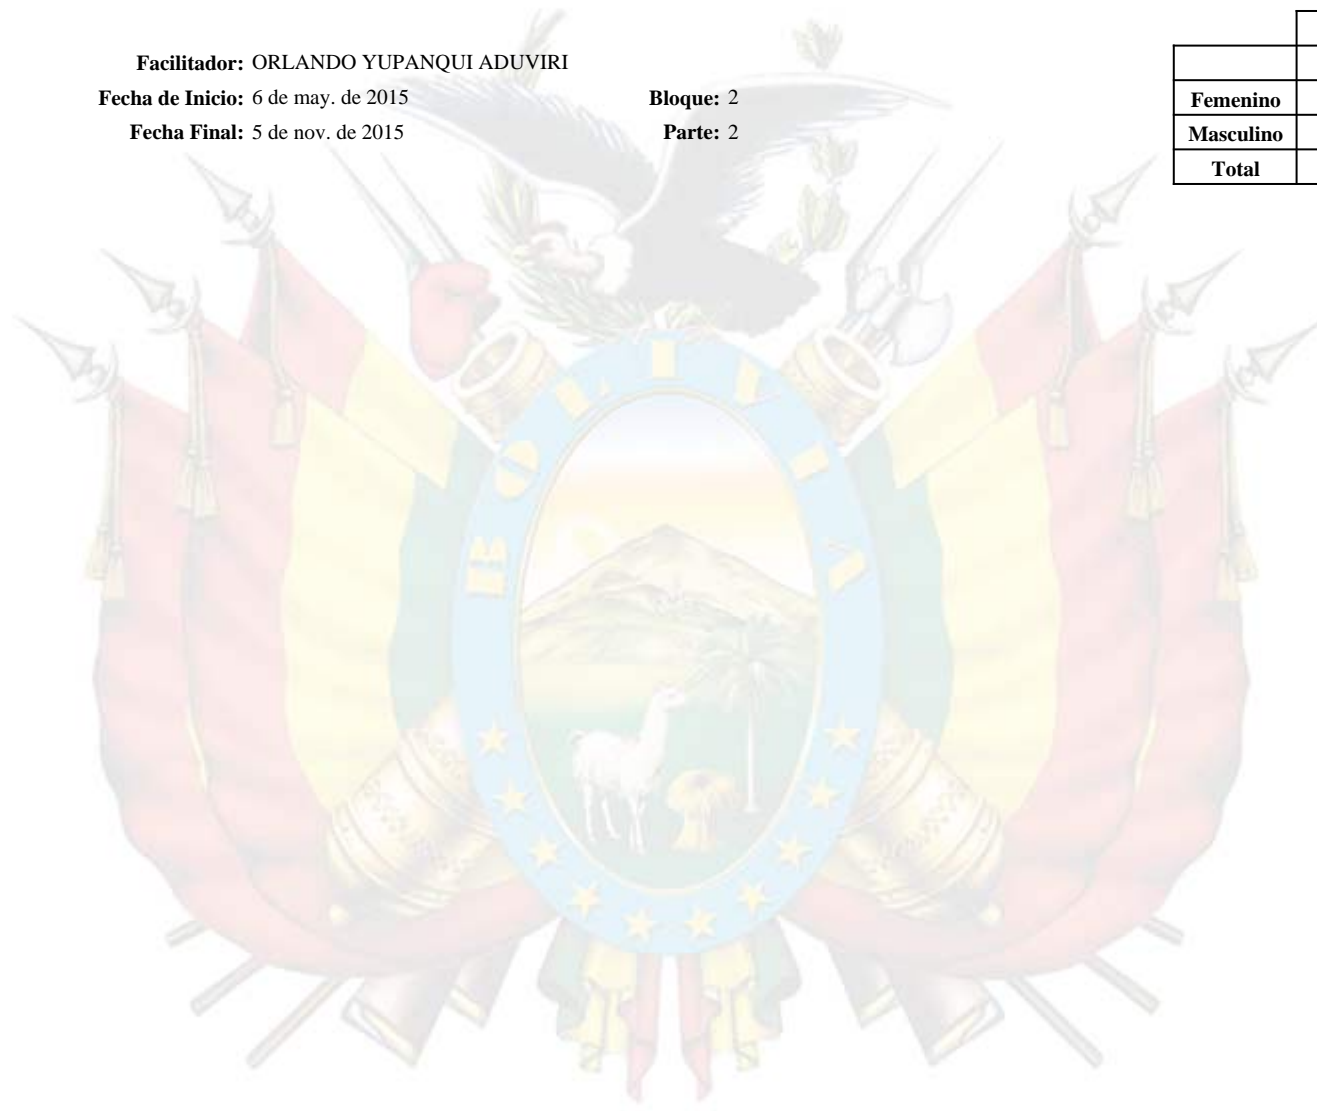 Facilitador: ORLANDO YUPANQUI ADUVIRI
Fecha de Inicio: 6 de may. de 2015 Bloque: 2
Fecha Final: 5 de nov. de 2015 Parte: 2
Femenino
Masculino
Total
BOLIVIA